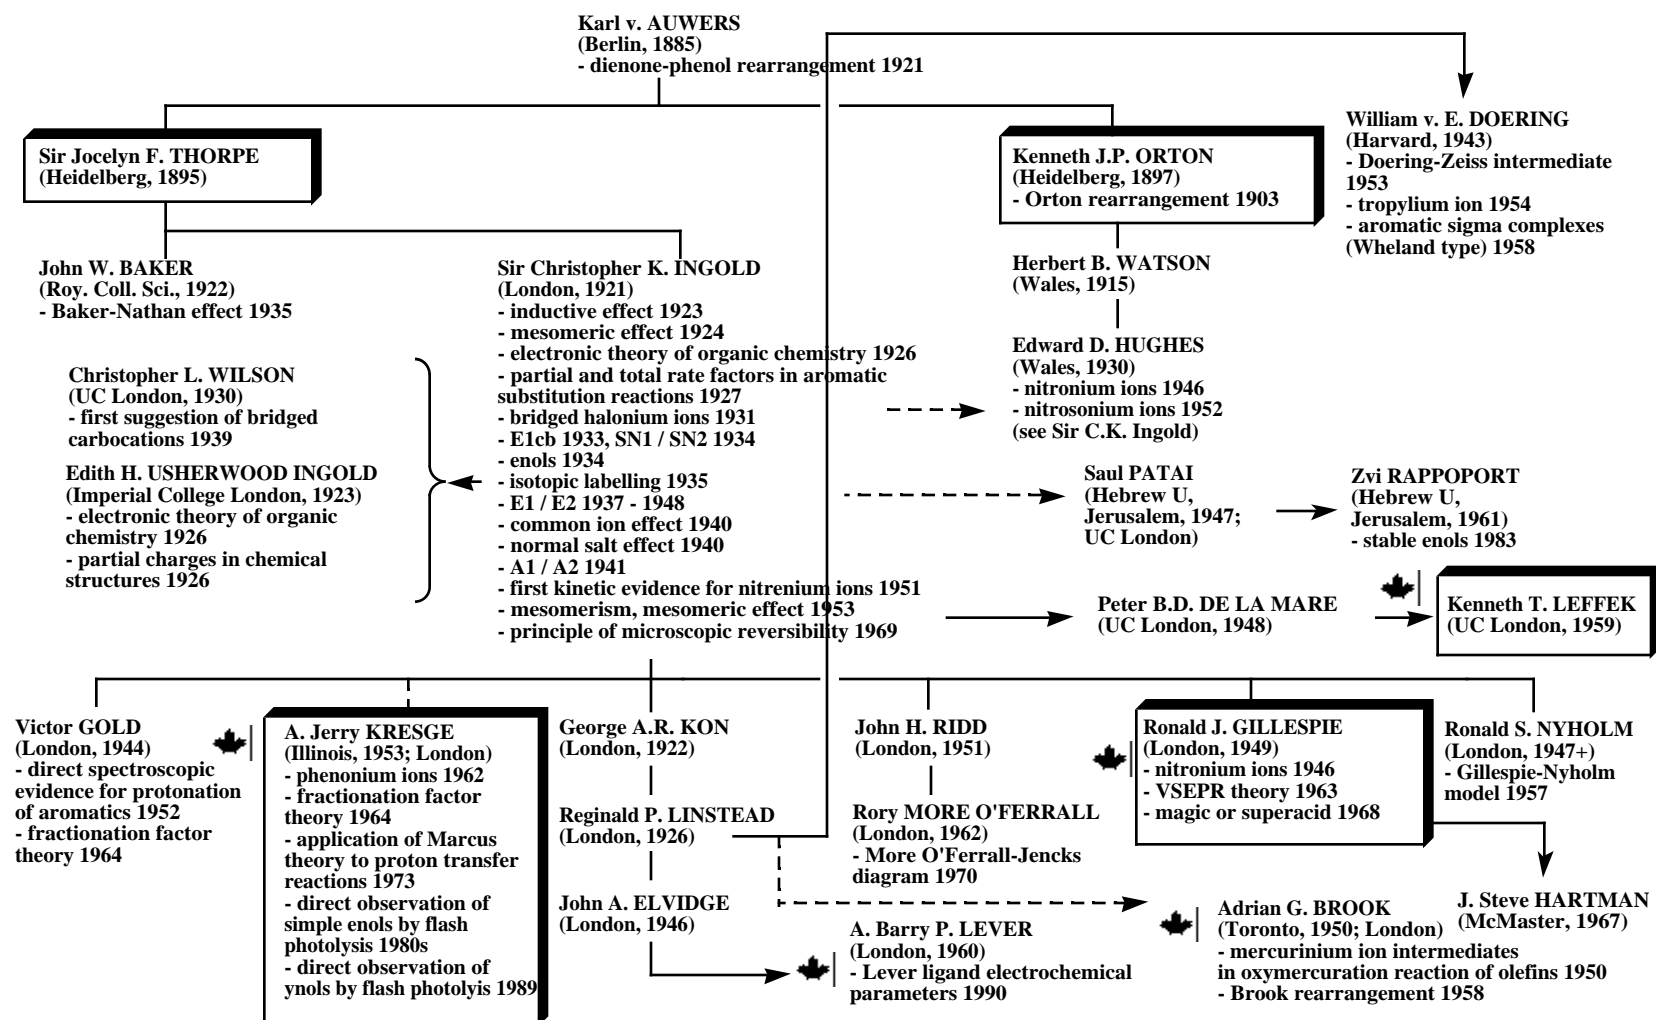 Karl v. AUWERS
(Berlin, 1885)
- dienone-phenol rearrangement 1921
William v. E. DOERING
(Harvard, 1943)
- Doering-Zeiss intermediate
1953
- tropylium ion 1954
- aromatic sigma complexes
(Wheland type) 1958
Sir Jocelyn F. THORPE
(Heidelberg, 1895)
Kenneth J.P. ORTON
(Heidelberg, 1897)
- Orton rearrangement 1903
John W. BAKER
(Roy. Coll. Sci., 1922)
- Baker-Nathan effect 1935
Sir Christopher K. INGOLD
(London, 1921)
- inductive effect 1923
- mesomeric effect 1924
- electronic theory of organic chemistry 1926
- partial and total rate factors in aromatic
substitution reactions 1927
- bridged halonium ions 1931
- E1cb 1933, SN1 / SN2 1934
- enols 1934
- isotopic labelling 1935
- E1 / E2 1937 - 1948
- common ion effect 1940
- normal salt effect 1940
- A1 / A2 1941
- first kinetic evidence for nitrenium ions 1951
- mesomerism, mesomeric effect 1953
- principle of microscopic reversibility 1969
Herbert B. WATSON
(Wales, 1915)
Edward D. HUGHES
(Wales, 1930)
- nitronium ions 1946
- nitrosonium ions 1952
(see Sir C.K. Ingold)
Christopher L. WILSON
(UC London, 1930)
- first suggestion of bridged
carbocations 1939
Edith H. USHERWOOD INGOLD
(Imperial College London, 1923)
- electronic theory of organic
chemistry 1926
- partial charges in chemical
structures 1926
Saul PATAI
(Hebrew U,
Jerusalem, 1947;
UC London)
Zvi RAPPOPORT
(Hebrew U,
Jerusalem, 1961)
- stable enols 1983
Peter B.D. DE LA MARE
(UC London, 1948)
Kenneth T. LEFFEK
(UC London, 1959)
Victor GOLD
(London, 1944)
- direct spectroscopic
evidence for protonation
of aromatics 1952
- fractionation factor
theory 1964
A. Jerry KRESGE
(Illinois, 1953; London)
- phenonium ions 1962
- fractionation factor
theory 1964
- application of Marcus
theory to proton transfer
reactions 1973
- direct observation of
simple enols by flash
photolysis 1980s
- direct observation of
ynols by flash photolyis 1989
George A.R. KON
(London, 1922)
Reginald P. LINSTEAD
(London, 1926)
John A. ELVIDGE
(London, 1946)
John H. RIDD
(London, 1951)
Rory MORE O'FERRALL
(London, 1962)
- More O'Ferrall-Jencks
diagram 1970
A. Barry P. LEVER
(London, 1960)
- Lever ligand electrochemical
parameters 1990
Ronald J. GILLESPIE
(London, 1949)
- nitronium ions 1946
- VSEPR theory 1963
- magic or superacid 1968
Ronald S. NYHOLM
(London, 1947+)
- Gillespie-Nyholm
model 1957
Adrian G. BROOK
(Toronto, 1950; London)
- mercurinium ion intermediates
in oxymercuration reaction of olefins 1950
- Brook rearrangement 1958
J. Steve HARTMAN
(McMaster, 1967)